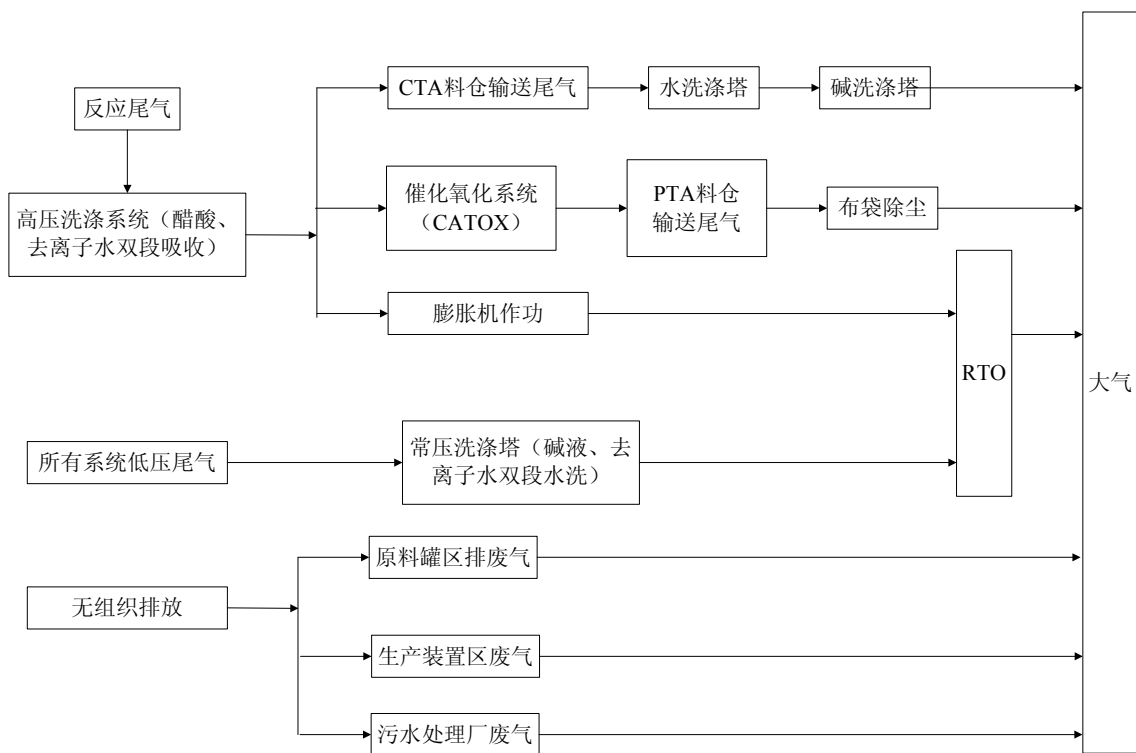 CTA料仓输送尾气
水洗涤塔
碱洗涤塔
反应尾气
高压洗涤系统（醋酸、
去离子水双段吸收）
催化氧化系统
（CATOX）
PTA料仓
输送尾气
布袋除尘
膨胀机作功
RTO
大气
所有系统低压尾气
常压洗涤塔（碱液、去
离子水双段水洗）
原料罐区排废气
无组织排放
生产装置区废气
污水处理厂废气